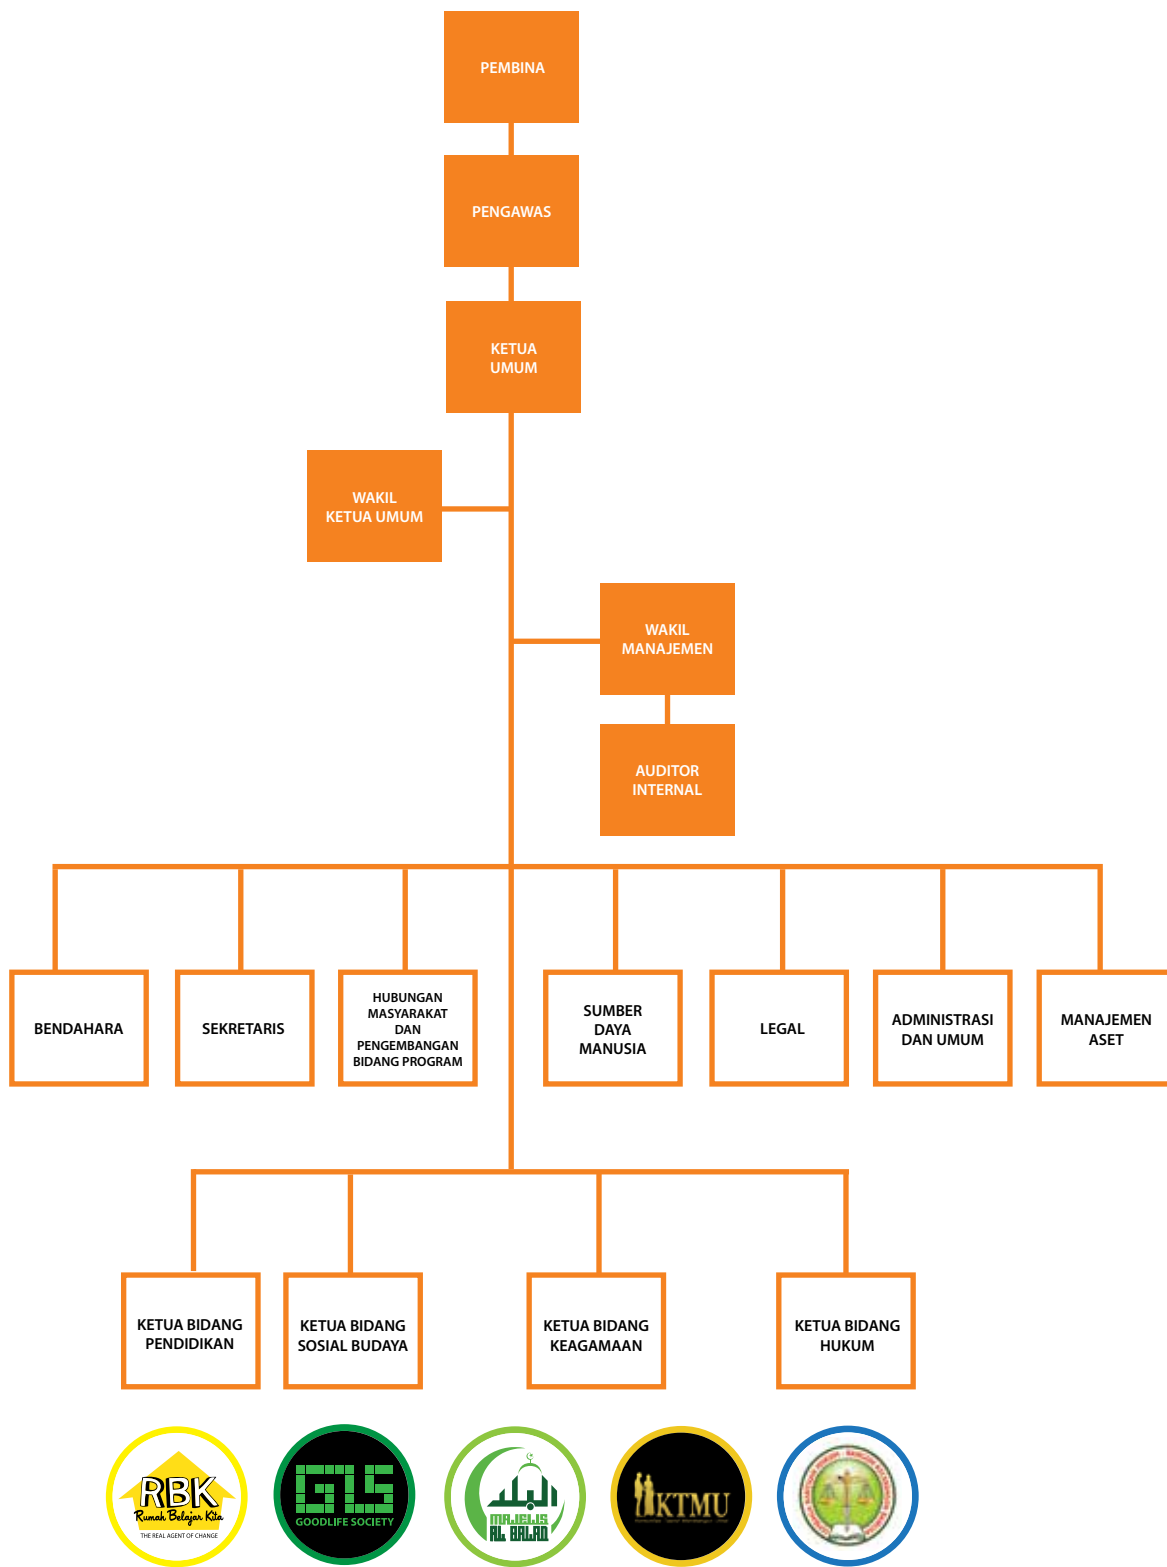 PEMBINA
PENGAWAS
KETUA
UMUM
WAKIL
KETUA UMUM
WAKIL
MANAJEMEN
AUDITOR
INTERNAL
BENDAHARA
SEKRETARIS
HUBUNGAN
MASYARAKAT
DAN
PENGEMBANGAN
BIDANG PROGRAM
SUMBER
DAYA
MANUSIA
LEGAL
ADMINISTRASI
DAN UMUM
MANAJEMEN
ASET
KETUA BIDANG
PENDIDIKAN
KETUA BIDANG
SOSIAL BUDAYA
KETUA BIDANG
KEAGAMAAN
KETUA BIDANG
HUKUM
RBK
Rumah Belajar Kita
THE REAL AGENT OF CHANGE
GLS
GOODLIFE SOCIETY
MAJELIS
AL BALAD
KTMU